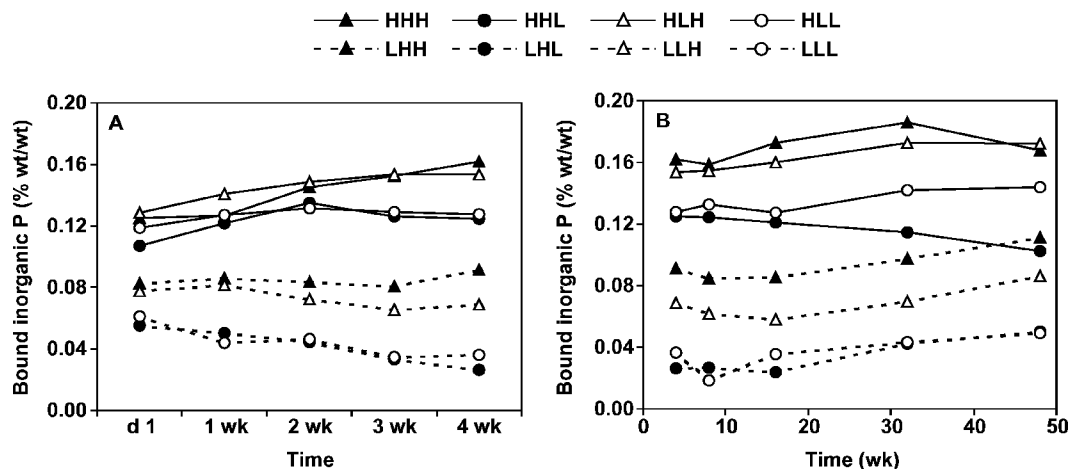 HHH HHL HLH HLL
LHH LHL LLH LLL
A
Bound inorganic P (% wt/wt)
0.20
0.16
0.12
0.08
0.04
0.00
d 1 1 wk 2 wk 3 wk 4 wk
Time
B
Bound inorganic P (% wt/wt)
0.20
0.16
0.12
0.08
0.04
0.00
0 10 20 30 40 50
Time (wk)